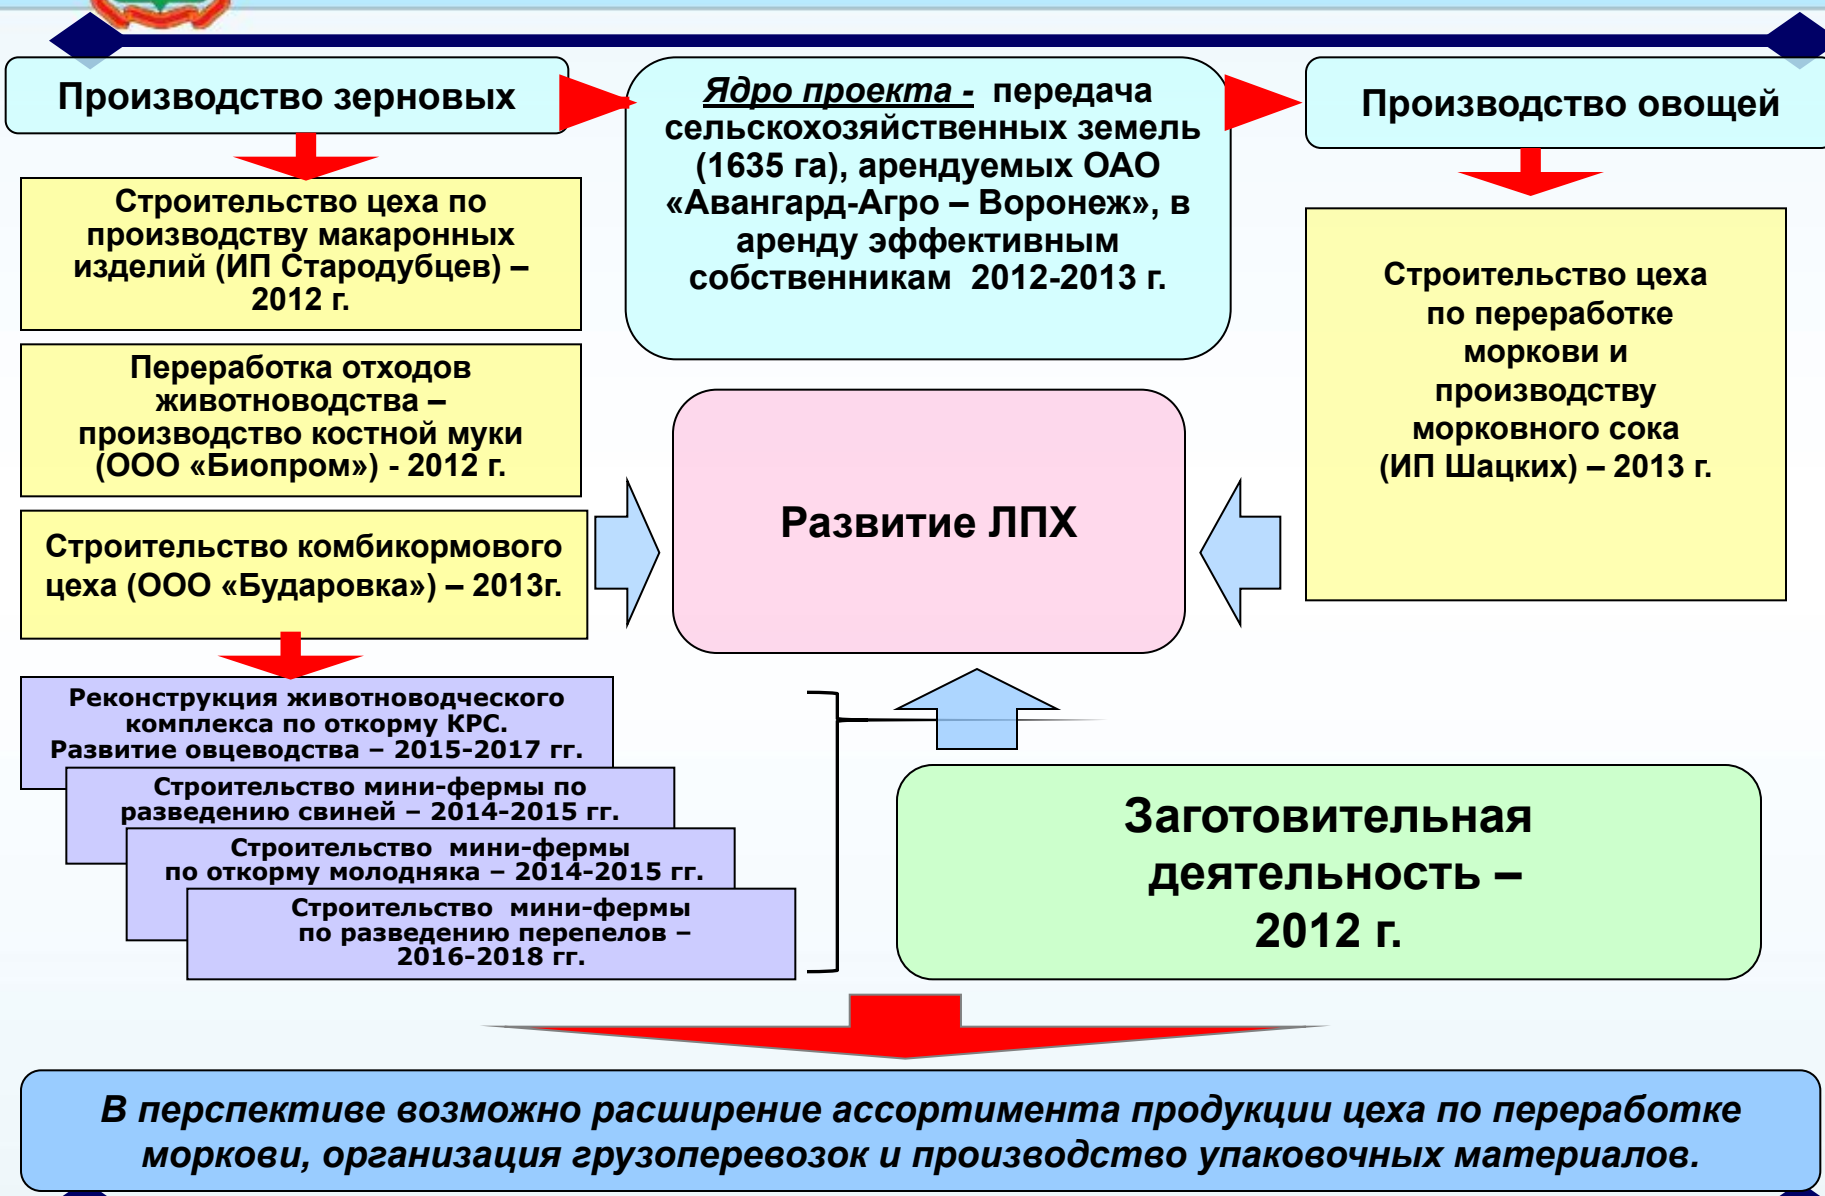 Производство зерновых
Ядро проекта - передача
сельскохозяйственных земель
(1635 га), арендуемых ОАО
«Авангард-Агро – Воронеж», в
аренду эффективным
собственникам 2012-2013 г.
Производство овощей
Строительство цеха по
производству макаронных
изделий (ИП Стародубцев) –
2012 г.
Переработка отходов
животноводства –
производство костной муки
(ООО «Биопром») - 2012 г.
Строительство комбикормового
цеха (ООО «Бударовка») – 2013г.
Развитие ЛПХ
Строительство цеха
по переработке
моркови и
производству
морковного сока
(ИП Шацких) – 2013 г.
Реконструкция животноводческого
комплекса по откорму КРС.
Развитие овцеводства – 2015-2017 гг.
Строительство мини-фермы по
разведению свиней – 2014-2015 гг.
Строительство мини-фермы
по откорму молодняка – 2014-2015 гг.
Строительство мини-фермы
по разведению перепелов –
2016-2018 гг.
Заготовительная
деятельность –
2012 г.
В перспективе возможно расширение ассортимента продукции цеха по переработке
моркови, организация грузоперевозок и производство упаковочных материалов.